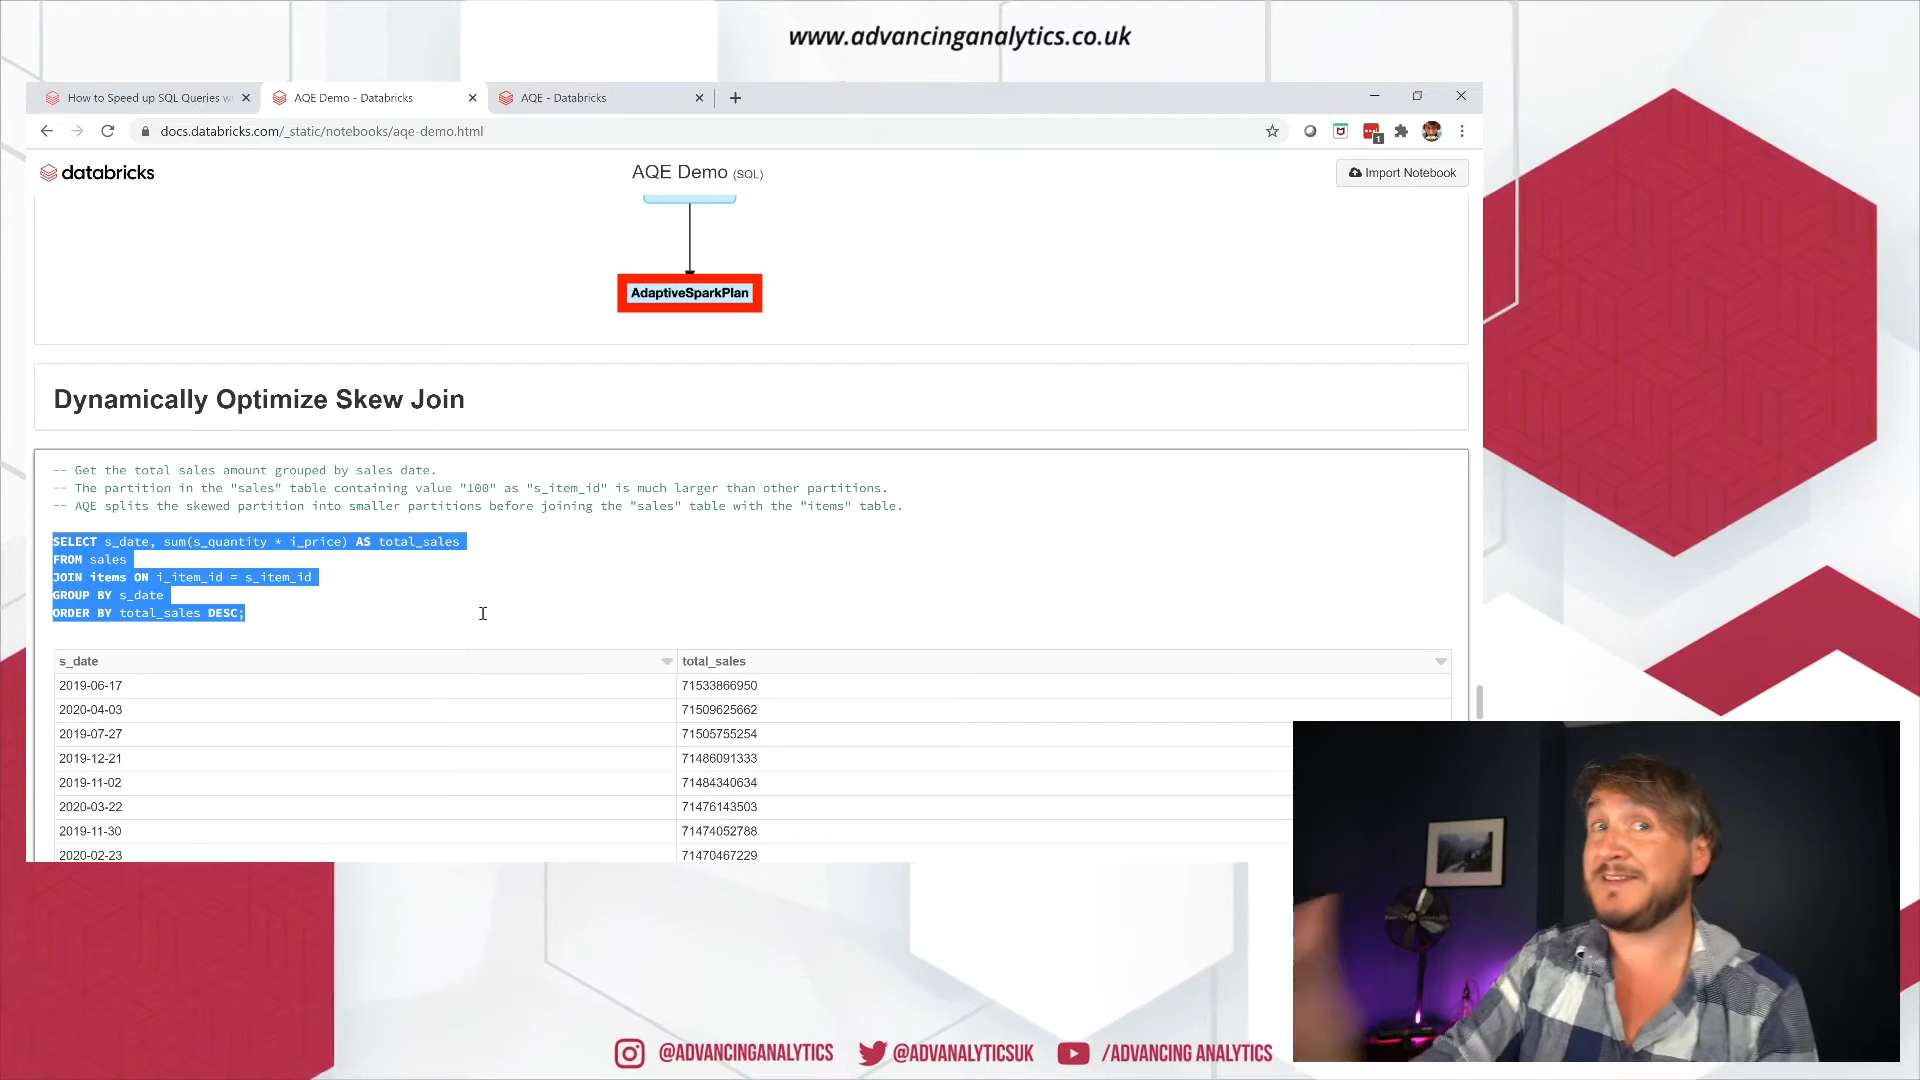 www.advancinganalytics.co.uk
How to Speed up SQL Queries w
AQE Demo - Databricks
AQE - Databricks
docs.databricks.com/_static/notebooks/aqe-demo.html
1
databricks
AQE Demo (SQL)
Import Notebook
AdaptiveSparkPlan
Dynamically Optimize Skew Join
-- Get the total sales amount grouped by sales date.
-- The partition in the "sales" table containing value "100" as "s_item_id" is much larger than other partitions.
-- AQE splits the skewed partition into smaller partitions before joining the "sales" table with the "items" table.
SELECT s_date, sum(s_quantity * i_price) AS total_sales
FROM sales
JOIN items ON i_item_id = s_item_id
GROUP BY s_date
ORDER BY total_sales DESC;
s_date total_sales
2019-06-17 71533866950
2020-04-03 71509625662
2019-07-27 71505755254
2019-12-21 71486091333
2019-11-02 71484340634
2020-03-22 71476143503
2019-11-30 71474052788
2020-02-23 71470467229
@ADVANCINGANALYTICS @ADVANALYTICSUK /ADVANCING ANALYTICS